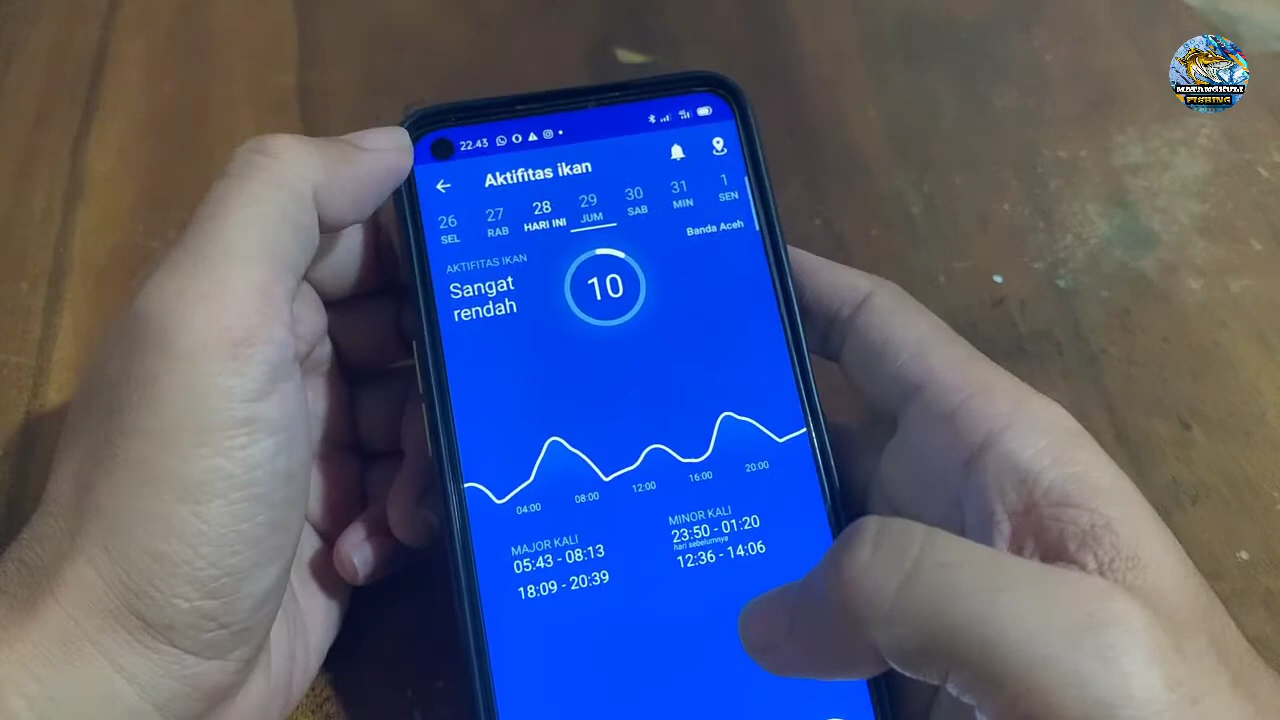 MATANGKULI
FISHING
22.43
Aktifitas ikan
26 27 28 29 30 31 1
SEL RAB HARI INI JUM SAB MIN SEN
Banda Aceh
AKTIFITAS IKAN
Sangat
rendah
10
04:00 08:00 12:00 16:00 20:00
MAJOR KALI
05:43 - 08:13
18:09 - 20:39
MINOR KALI
23:50 - 01:20
hari sebelumnya
12:36 - 14:06